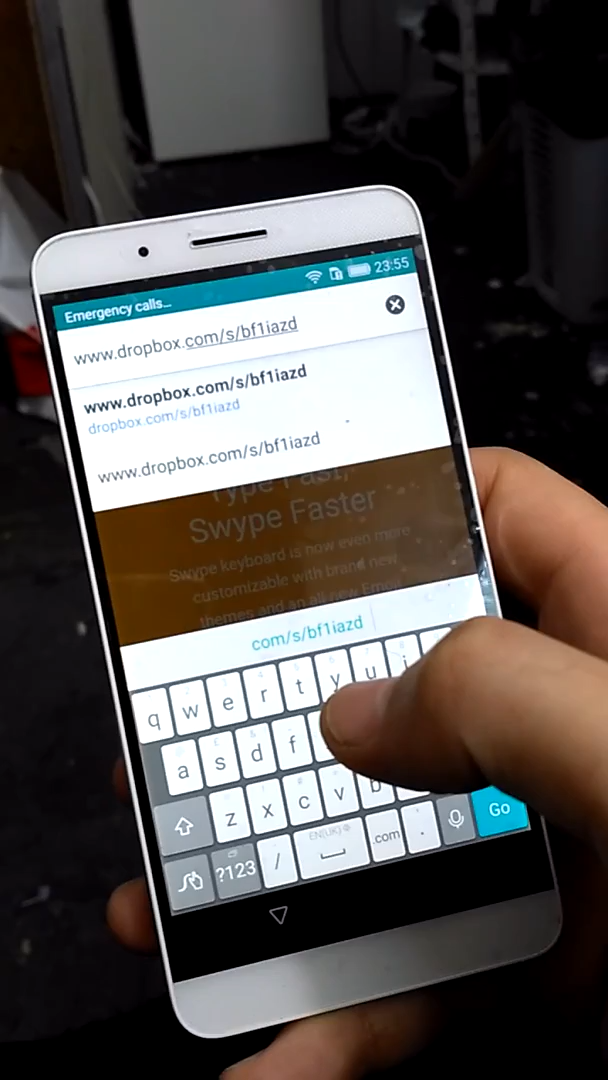 Emergency calls...
23:55
www.dropbox.com/s/bf1iazd
www.dropbox.com/s/bf1iazd
dropbox.com/s/bf1iazd
www.dropbox.com/s/bf1iazd
Type Fast,
Swype Faster
Swype keyboard is now even more
customizable with brand new
themes and an all new Emoji
com/s/bf1iazd
q w e r t y u i
a s d f
z x c v b
?123 / EN(UK) .com . Go